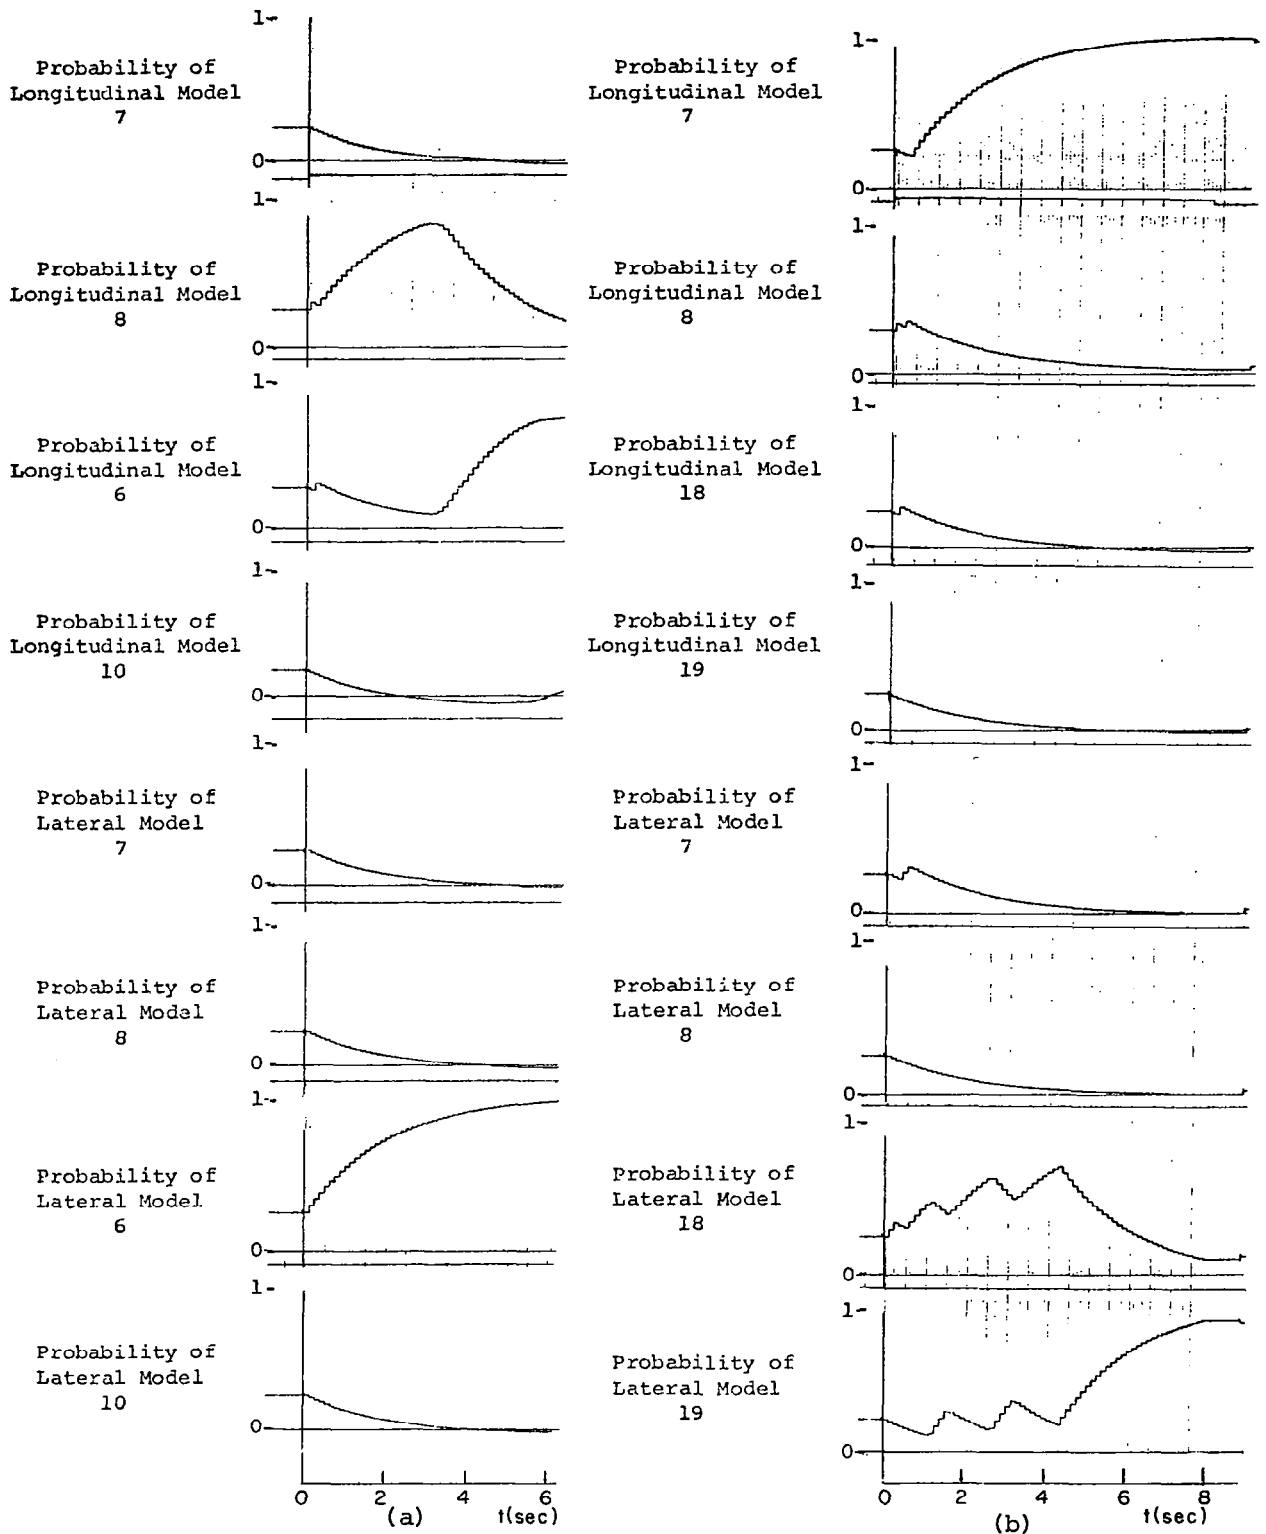 1-
Probability of
Longitudinal Model
7
0-
1-
Probability of
Longitudinal Model
8
0-
1-
Probability of
Longitudinal Model
6
0-
1-
Probability of
Longitudinal Model
10
0-
1-
Probability of
Lateral Model
7
0-
1-
Probability of
Lateral Model
8
0-
1-
Probability of
Lateral Model
6
0-
1-
Probability of
Lateral Model
10
0-
0 2 4 6
(a) t(sec)
1-
Probability of
Longitudinal Model
7
0-
1-
Probability of
Longitudinal Model
8
0-
1-
Probability of
Longitudinal Model
18
0-
1-
Probability of
Longitudinal Model
19
0-
1-
Probability of
Lateral Model
7
0-
1-
Probability of
Lateral Model
8
0-
1-
Probability of
Lateral Model
18
0-
1-
Probability of
Lateral Model
19
0-
0 2 4 6 8
(b) t(sec)